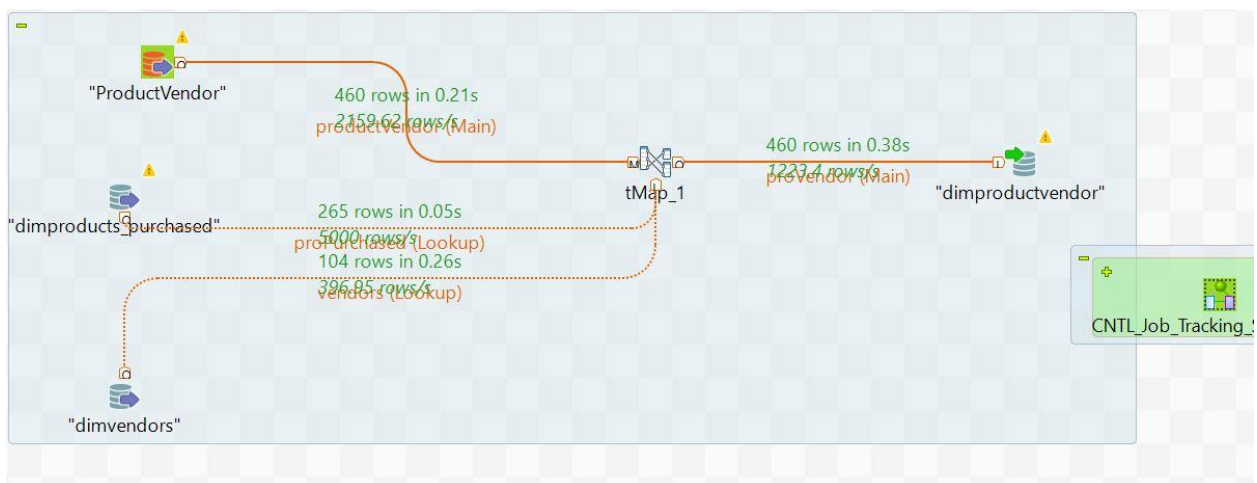 "ProductVendor"
460 rows in 0.21s
2159.62 rows/s
productVendor (Main)
460 rows in 0.38s
1223.4 rows/s
proVendor (Main)
tMap_1
"dimproductvendor"
"dimproducts_purchased"
265 rows in 0.05s
5000 rows/s
proPurchased (Lookup)
104 rows in 0.26s
396.95 rows/s
vendors (Lookup)
CNTL_Job_Tracking_S
"dimvendors"